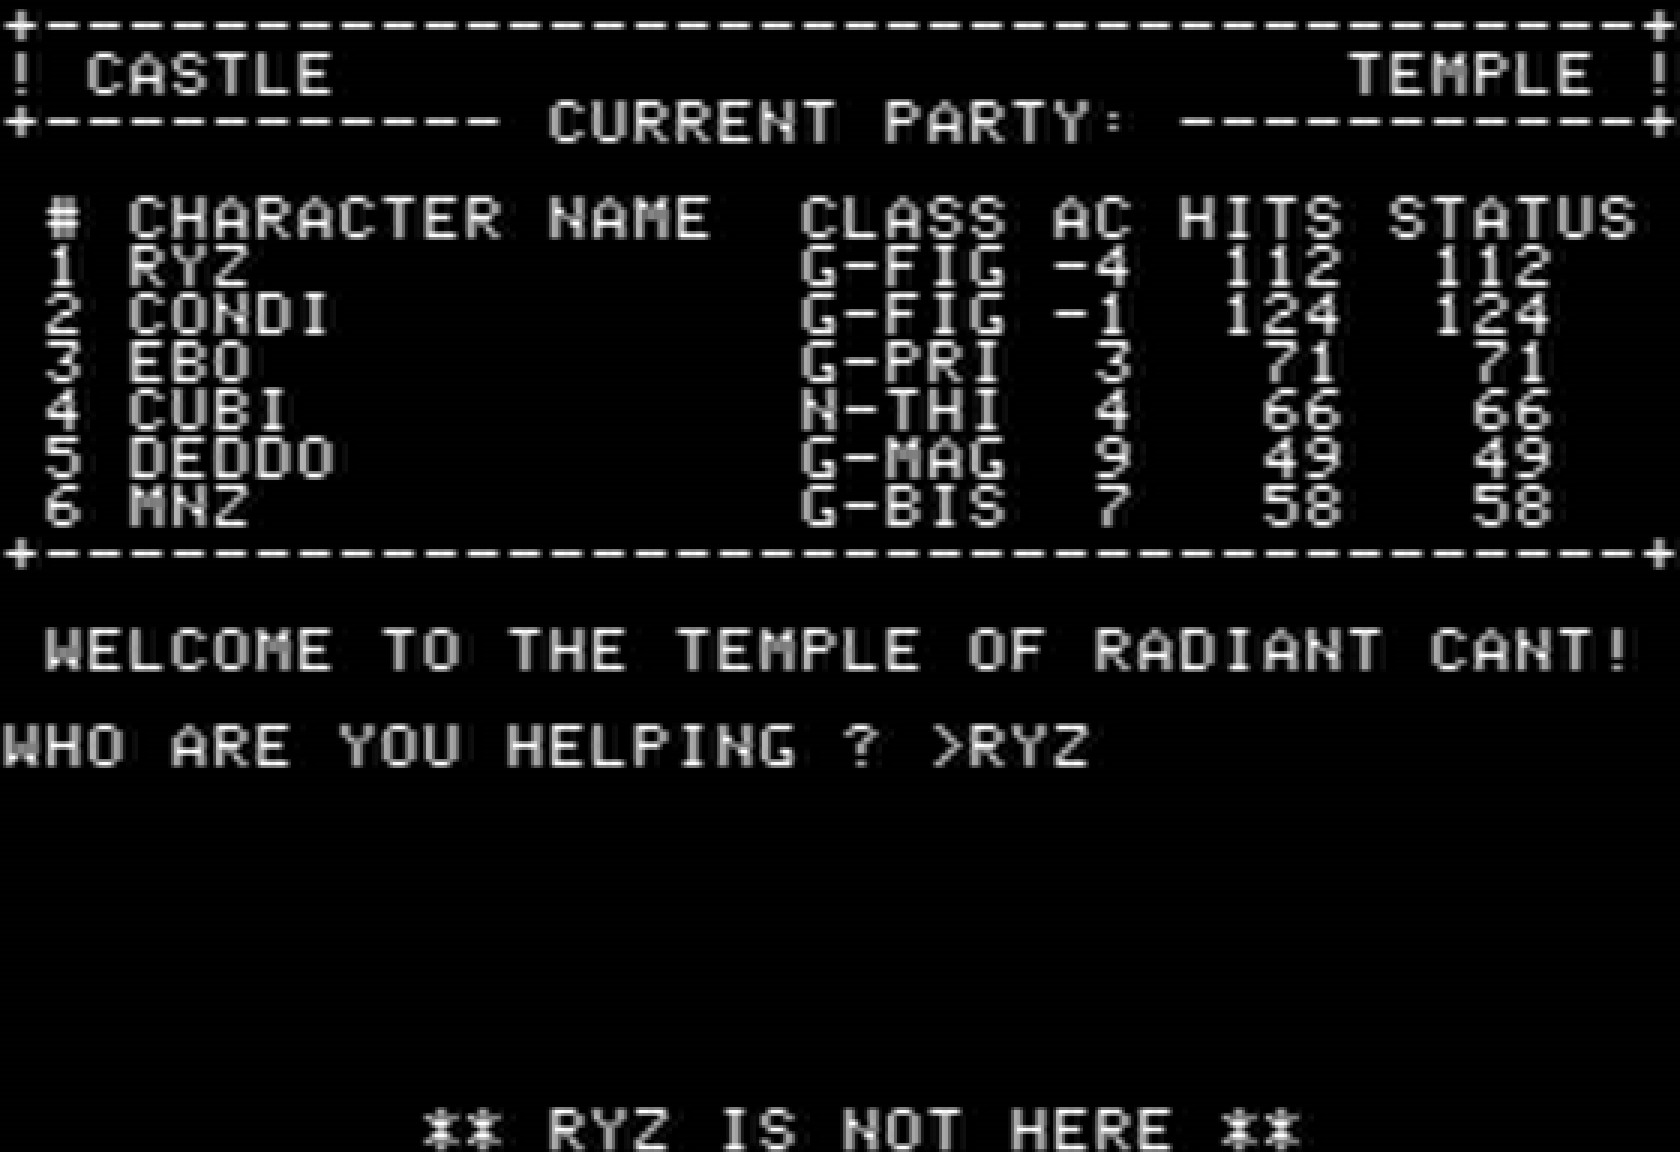 +--------------------------------------+
! CASTLE                        TEMPLE !
+----------- CURRENT PARTY: -----------+
# CHARACTER NAME  CLASS AC HITS STATUS
1 RYZ             G-FIG -4  112  112
2 CONDI           G-FIG -1  124  124
3 EBO             G-PRI  3   71   71
4 CUBI            N-THI  4   66   66
5 DEDDO           G-MAG  9   49   49
6 MNZ             G-BIS  7   58   58
+--------------------------------------+
WELCOME TO THE TEMPLE OF RADIANT CANT!
WHO ARE YOU HELPING ? >RYZ
** RYZ IS NOT HERE **